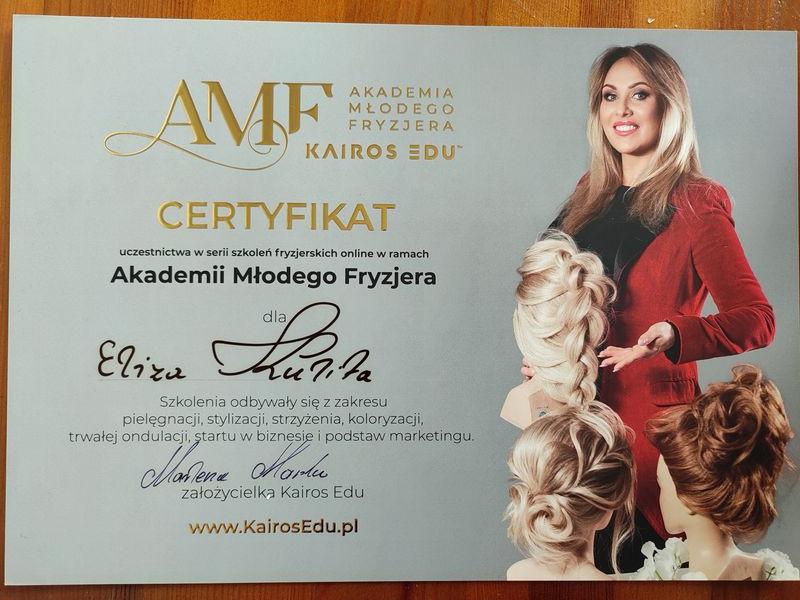 AMF
AKADEMIA
MŁODEGO
FRYZJERA
KAIROS EDU™
CERTYFIKAT
uczestnictwa w serii szkoleń fryzjerskich online w ramach
Akademii Młodego Fryzjera
dla
Eliza
Szkolenia odbywały się z zakresu
pielęgnacji, stylizacji, strzyżenia, koloryzacji,
trwałej ondulacji, startu w biznesie i podstaw marketingu.
Marlena
założycielka Kairos Edu
www.KairosEdu.pl